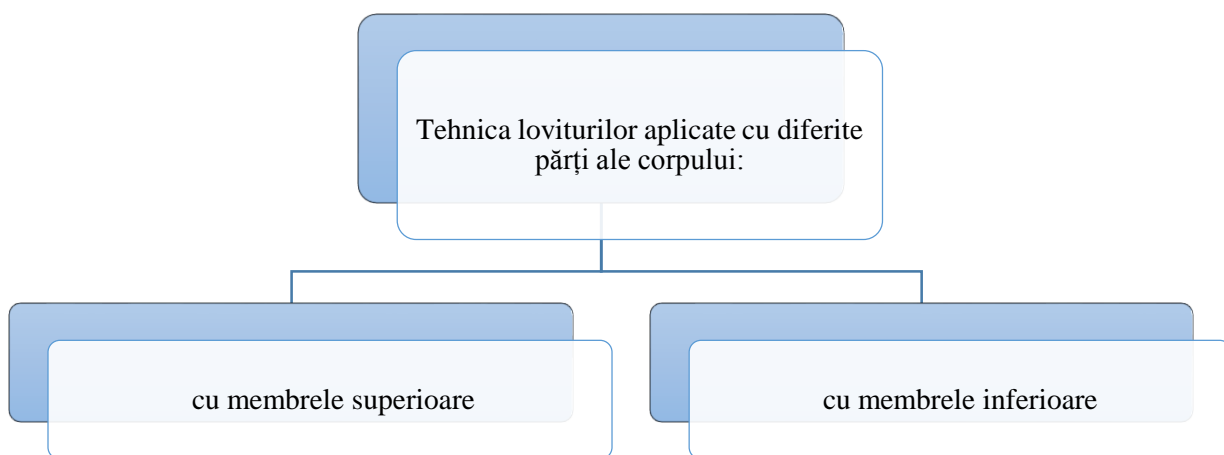 Tehnica loviturilor aplicate cu diferite
părți ale corpului:
cu membrele superioare
cu membrele inferioare